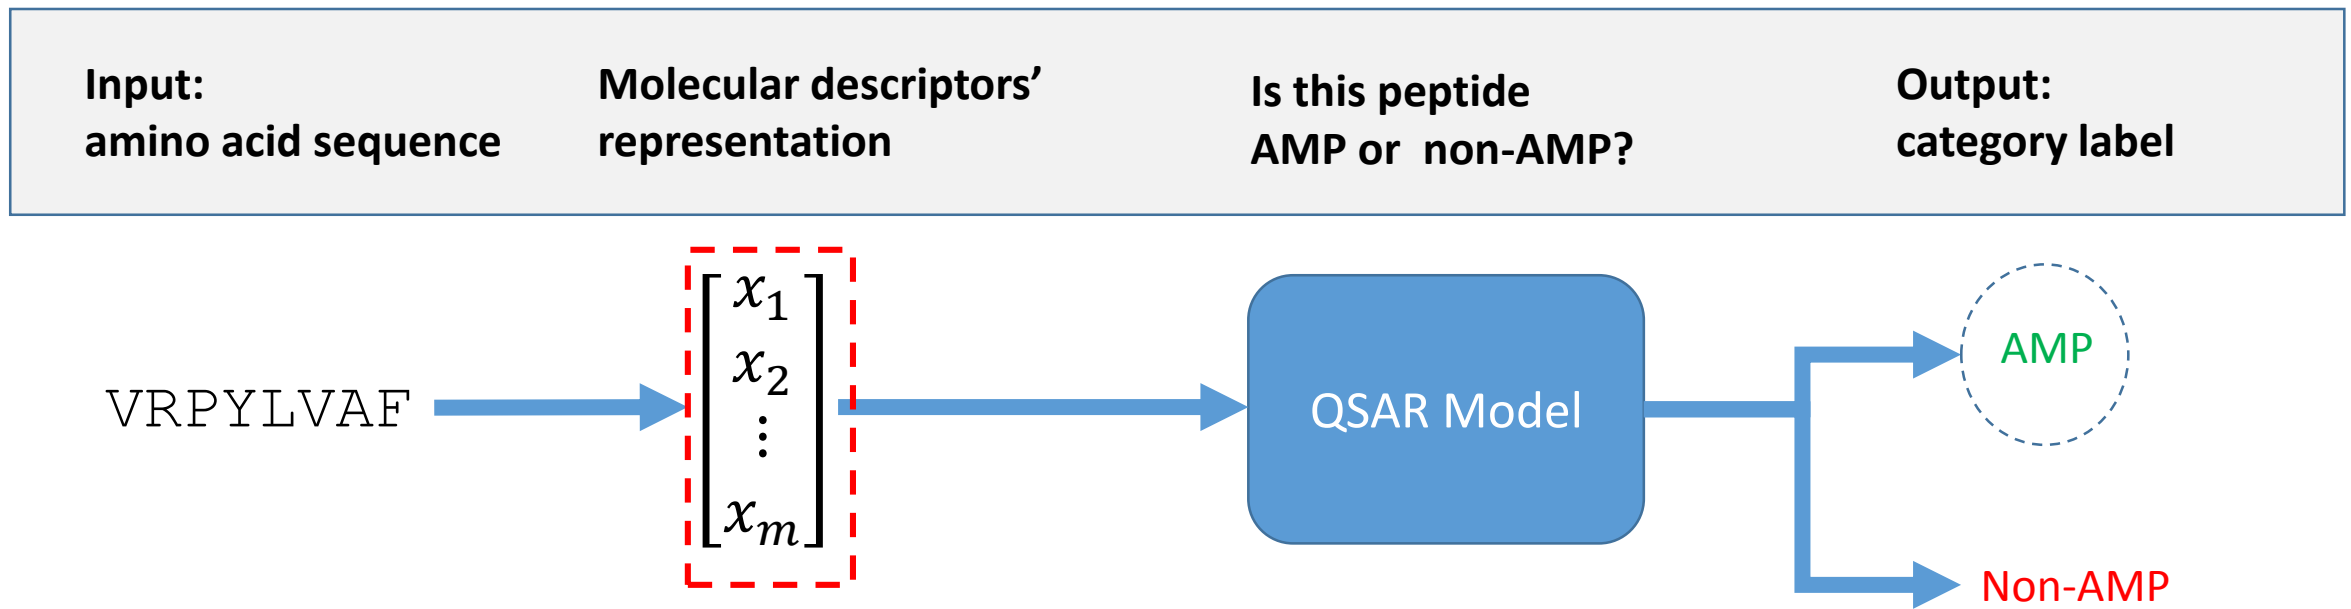 Input:
amino acid sequence
Molecular descriptors’
representation
Is this peptide
AMP or  non-AMP?
Output:
category label
VRPYLVAF
x₁
x₂
⋮
xₘ
QSAR Model
AMP
Non-AMP